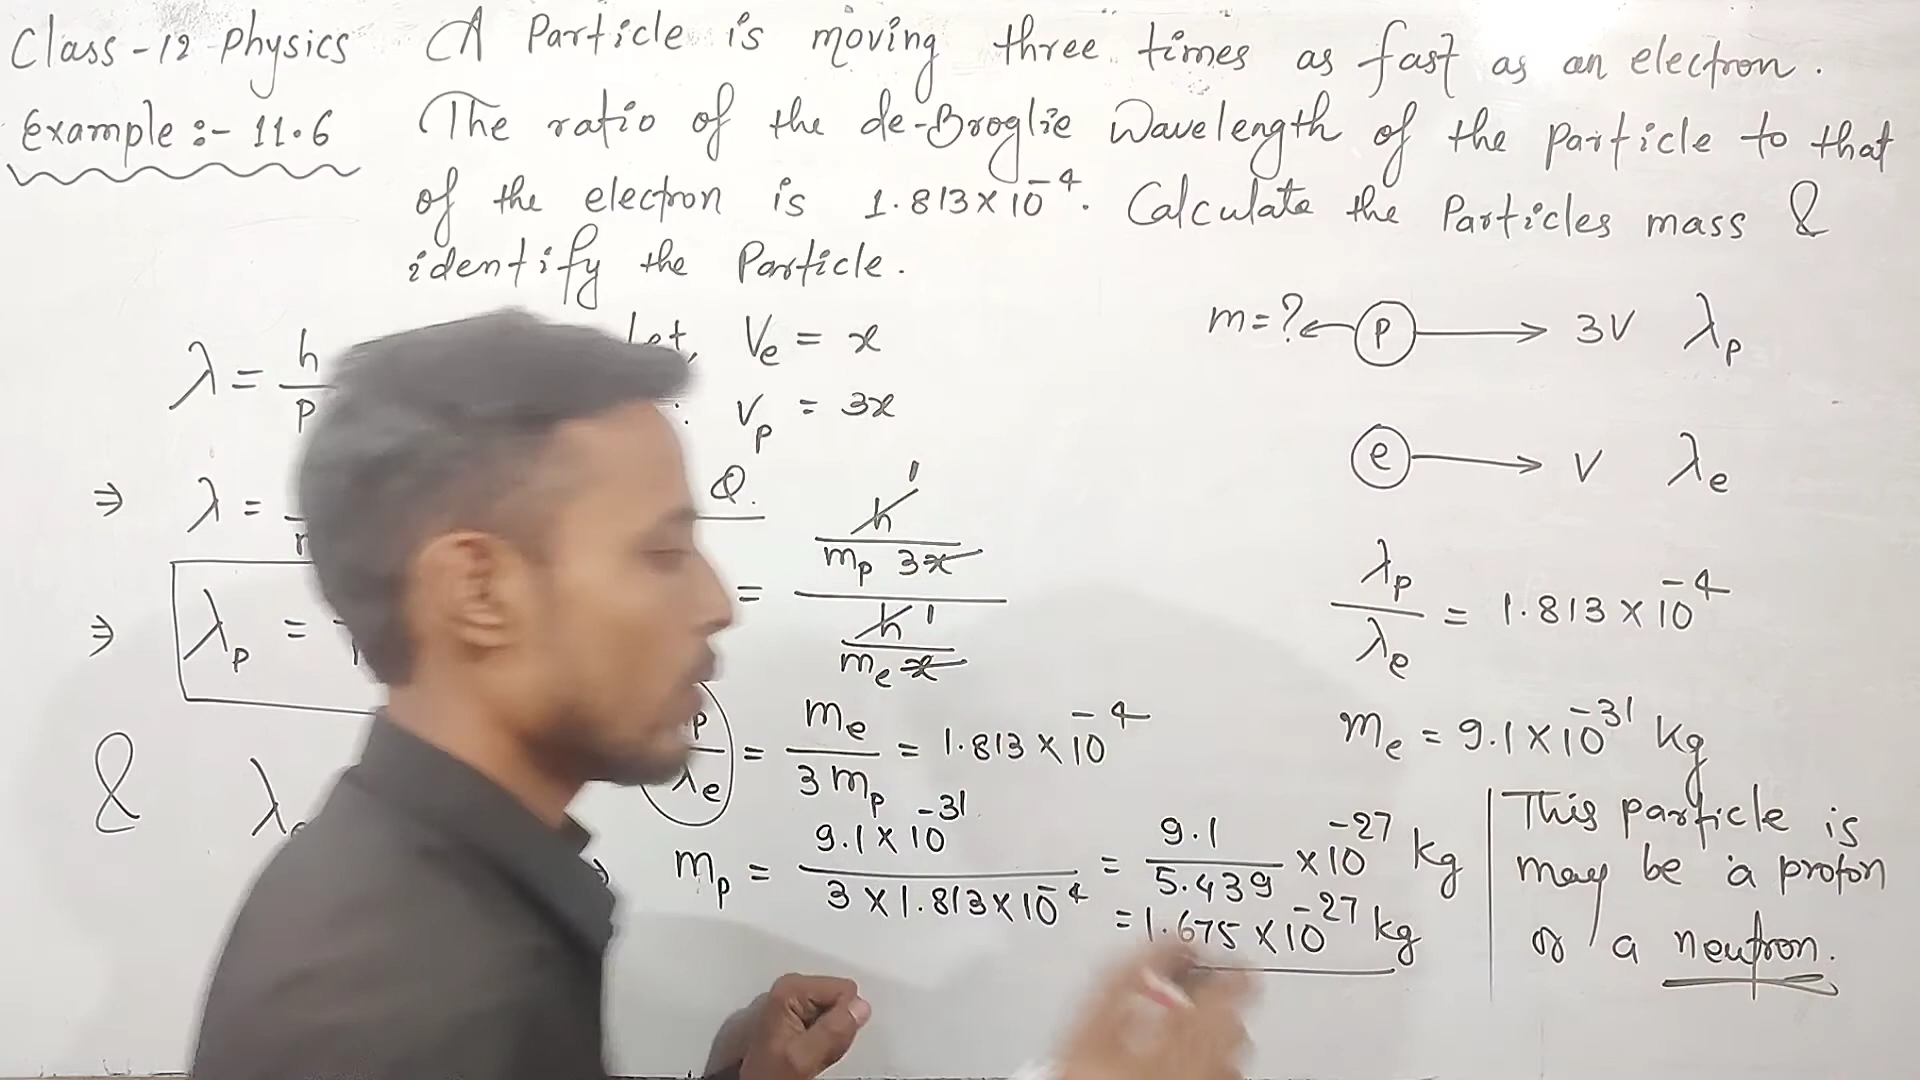 Class-12 Physics
Example :- 11.6
A Particle is moving three times as fast as an electron.
The ratio of the de-Broglie Wavelength of the particle to that
of the electron is 1.813×10⁻⁴. Calculate the Particles mass &
identify the Particle.
λ = h/p
⇒ λ =
⇒ λp =
& λ
Let, Ve = x
Vp = 3x
= (h/(mp 3x))/(h/(me x))
λe = me/(3mp) = 1.813×10⁻⁴
mp = (9.1×10⁻³¹)/(3×1.813×10⁻⁴) = 9.1/5.439 ×10⁻²⁷ kg
= 1.675×10⁻²⁷ kg
m=? ← P → 3V λp
e → V λe
λp/λe = 1.813×10⁻⁴
me = 9.1×10⁻³¹ kg
This particle is
may be a proton
or a neutron.